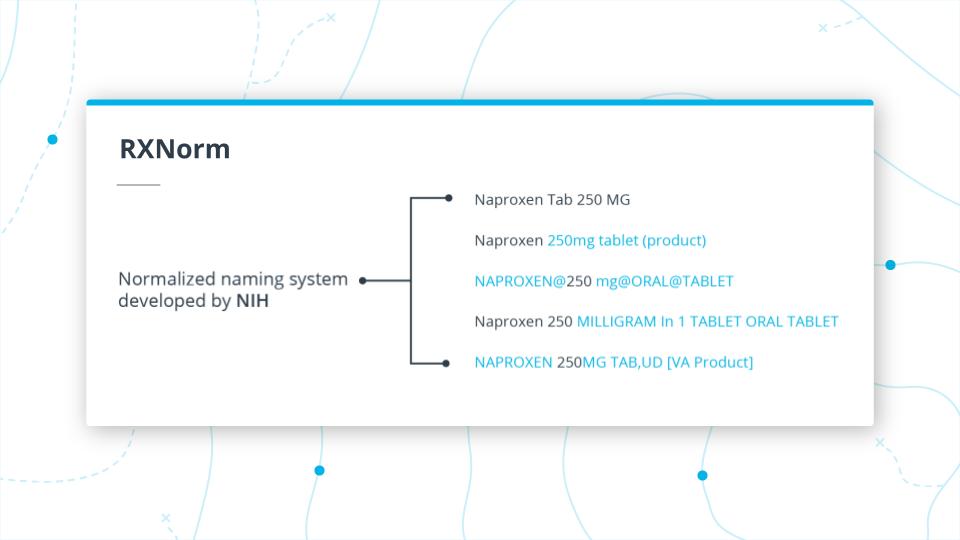 RXNorm
Normalized naming system
developed by NIH
Naproxen Tab 250 MG
Naproxen 250mg tablet (product)
NAPROXEN@250 mg@ORAL@TABLET
Naproxen 250 MILLIGRAM In 1 TABLET ORAL TABLET
NAPROXEN 250MG TAB,UD [VA Product]